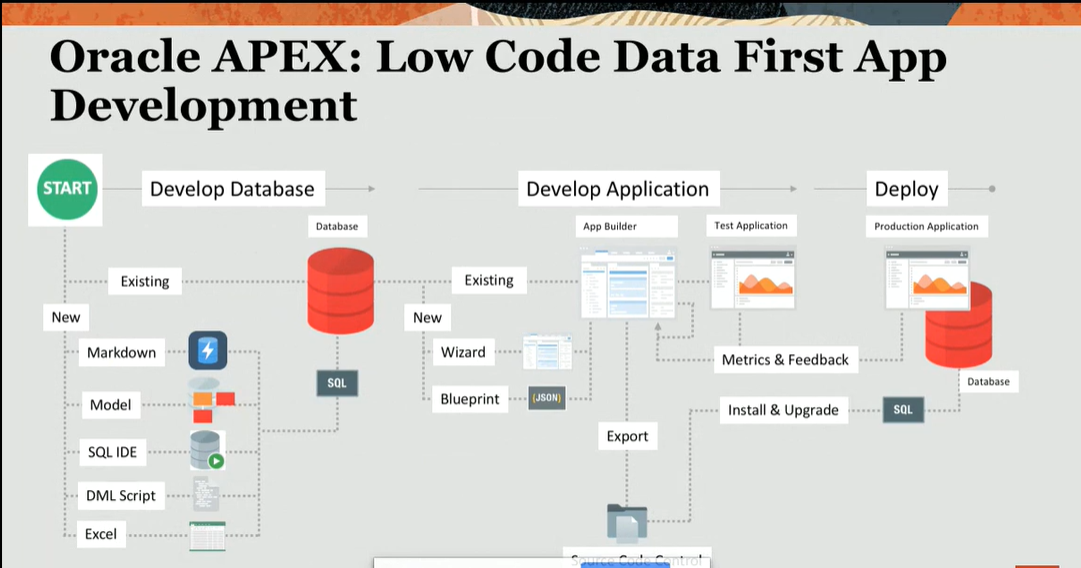 Oracle APEX: Low Code Data First App
Development
START
Develop Database
Develop Application
Deploy
Database
App Builder
Test Application
Production Application
Existing
Existing
New
New
Markdown
Wizard
Metrics & Feedback
SQL
Database
Model
Blueprint
{JSON}
Install & Upgrade
SQL
Export
SQL IDE
DML Script
Excel
Source Code Control